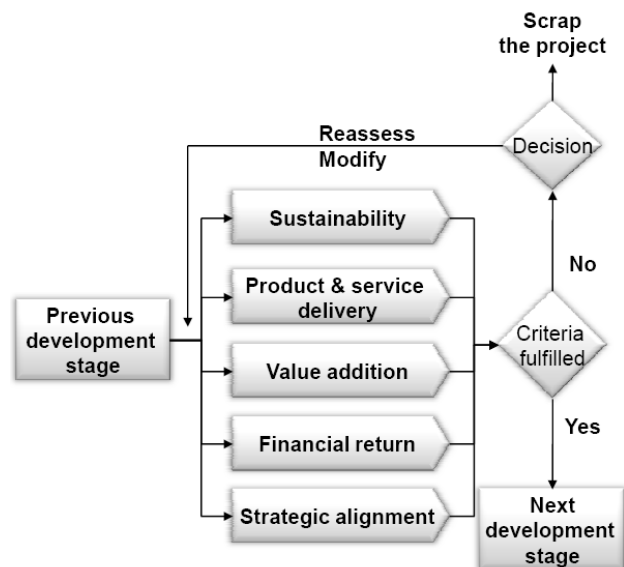 Scrap
the project
Decision
Reassess
Modify
Sustainability
Product & service
delivery
No
Previous
development
stage
Criteria
fulfilled
Value addition
Yes
Financial return
Strategic alignment
Next
development
stage